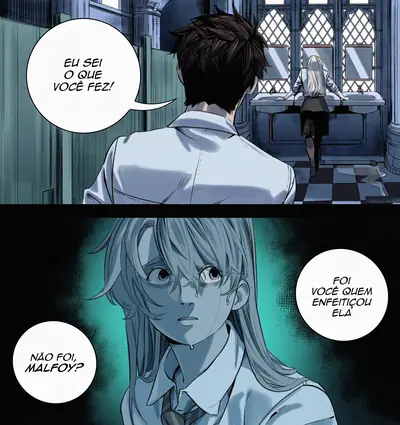 EU SEI
O QUE
VOCÊ FEZ!
FOI
VOCÊ QUEM
ENFEITIÇOU
ELA
NÃO FOI,
MALFOY?